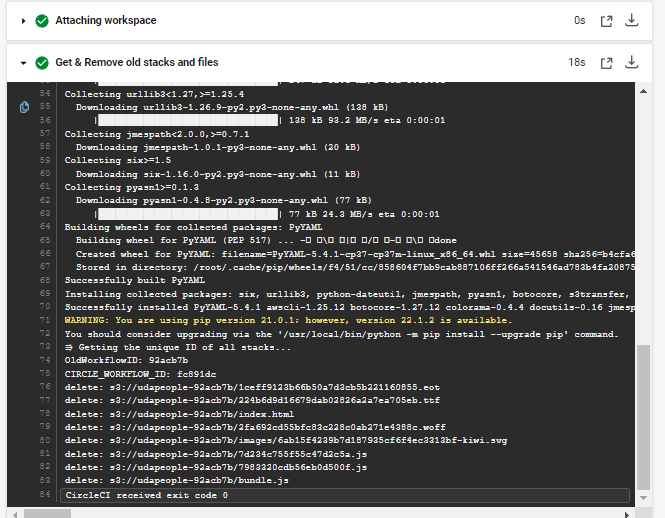 Attaching workspace 0s
Get & Remove old stacks and files 18s
54 Collecting urllib3<1.27,>=1.25.4
55 Downloading urllib3-1.26.9-py2.py3-none-any.whl (138 kB)
56 | 138 kB 93.2 MB/s eta 0:00:01
57 Collecting jmespath<2.0.0,>=0.7.1
58 Downloading jmespath-1.0.1-py3-none-any.whl (20 kB)
59 Collecting six>=1.5
60 Downloading six-1.16.0-py2.py3-none-any.whl (11 kB)
61 Collecting pyasn1>=0.1.3
62 Downloading pyasn1-0.4.8-py2.py3-none-any.whl (77 kB)
63 | 77 kB 24.3 MB/s eta 0:00:01
64 Building wheels for collected packages: PyYAML
65 Building wheel for PyYAML (PEP 517) ... -□ □\□ □|□ □/□ □-□ □\□ □done
66 Created wheel for PyYAML: filename=PyYAML-5.4.1-cp37-cp37m-linux_x86_64.whl size=45658 sha256=b4cfa6
67 Stored in directory: /root/.cache/pip/wheels/f4/51/cc/858604f7bb9cab887106ff266a541546ad783b4fa20875
68 Successfully built PyYAML
69 Installing collected packages: six, urllib3, python-dateutil, jmespath, pyasn1, botocore, s3transfer,
70 Successfully installed PyYAML-5.4.1 awscli-1.25.12 botocore-1.27.12 colorama-0.4.4 docutils-0.16 jmesp
71 WARNING: You are using pip version 21.0.1; however, version 22.1.2 is available.
72 You should consider upgrading via the '/usr/local/bin/python -m pip install --upgrade pip' command.
73 => Getting the unique ID of all stacks...
74 OldWorkflowID: 92acb7b
75 CIRCLE_WORKFLOW_ID: fc891dc
76 delete: s3://udapeople-92acb7b/1ceff9123b66b50a7d3cb5b221160855.eot
77 delete: s3://udapeople-92acb7b/224b6d9d16679dab02826a2a7ea705eb.ttf
78 delete: s3://udapeople-92acb7b/index.html
79 delete: s3://udapeople-92acb7b/2fa692cd55bfc83c228c0ab271e4388c.woff
80 delete: s3://udapeople-92acb7b/images/6ab15f4239b7d187935cf6f4ec3313bf-kiwi.svg
81 delete: s3://udapeople-92acb7b/7d234c755f55c47d2c5a.js
82 delete: s3://udapeople-92acb7b/7983320cdb56eb0d500f.js
83 delete: s3://udapeople-92acb7b/bundle.js
84 CircleCI received exit code 0